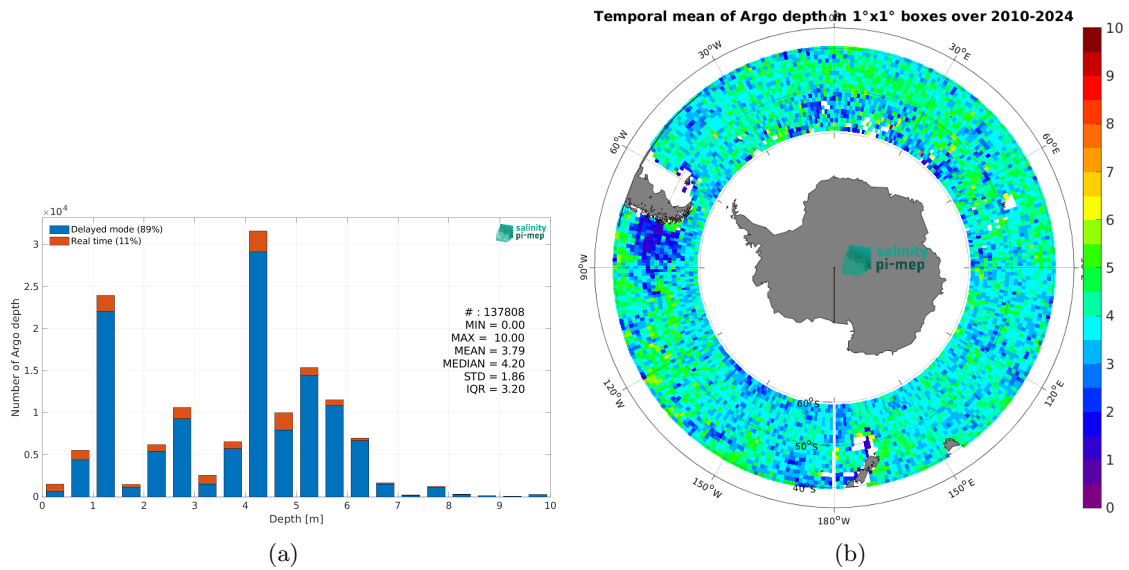 Temporal mean of Argo depth in 1°x1° boxes over 2010-2024
×10⁴
Delayed mode (89%)
Real time (11%)
salinity
pi-mep
# : 137808
MIN = 0.00
MAX = 10.00
MEAN = 3.79
MEDIAN = 4.20
STD = 1.86
IQR = 3.20
Number of Argo depth
3
2.5
2
1.5
1
0.5
0
0 1 2 3 4 5 6 7 8 9 10
Depth [m]
(a)
30°W
30°E
60°W
60°E
90°W
120°W
120°E
150°W
150°E
180°W
60°S
50°S
40°S
salinity
pi-mep
10
9
8
7
6
5
4
3
2
1
0
(b)